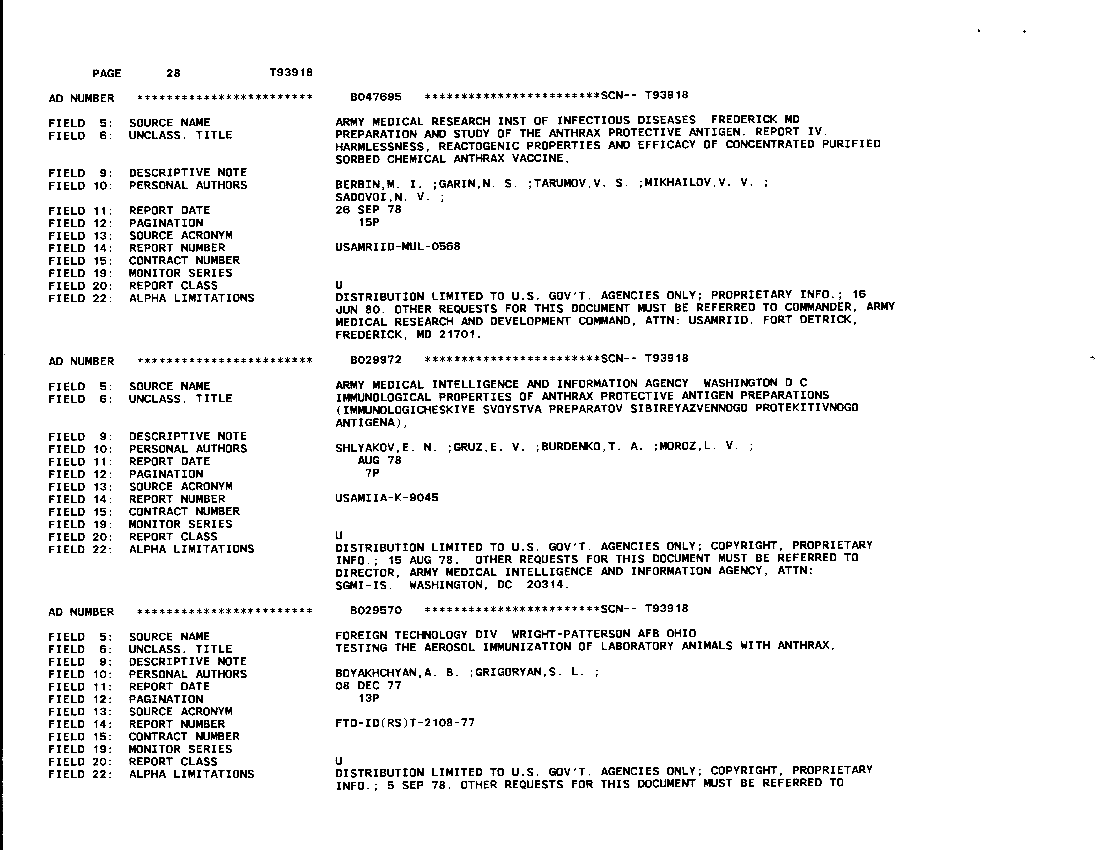 PAGE 28 T93918
AD NUMBER ************************ B047695 ************************SCN-- T93918
FIELD 5: SOURCE NAME ARMY MEDICAL RESEARCH INST OF INFECTIOUS DISEASES FREDERICK MD
FIELD 6: UNCLASS. TITLE PREPARATION AND STUDY OF THE ANTHRAX PROTECTIVE ANTIGEN. REPORT IV.
HARMLESSNESS, REACTOGENIC PROPERTIES AND EFFICACY OF CONCENTRATED PURIFIED
SORBED CHEMICAL ANTHRAX VACCINE,
FIELD 9: DESCRIPTIVE NOTE
FIELD 10: PERSONAL AUTHORS BERBIN,M. I. ;GARIN,N. S. ;TARUMOV,V. S. ;MIKHAILOV,V. V. ;
SADOVOI,N. V. ;
FIELD 11: REPORT DATE 26 SEP 78
FIELD 12: PAGINATION 15P
FIELD 13: SOURCE ACRONYM
FIELD 14: REPORT NUMBER USAMRIID-MUL-0568
FIELD 15: CONTRACT NUMBER
FIELD 19: MONITOR SERIES
FIELD 20: REPORT CLASS U
FIELD 22: ALPHA LIMITATIONS DISTRIBUTION LIMITED TO U.S. GOV'T. AGENCIES ONLY; PROPRIETARY INFO.; 16
JUN 80. OTHER REQUESTS FOR THIS DOCUMENT MUST BE REFERRED TO COMMANDER, ARMY
MEDICAL RESEARCH AND DEVELOPMENT COMMAND, ATTN: USAMRIID. FORT DETRICK,
FREDERICK, MD 21701.
AD NUMBER ************************ B029972 ************************SCN-- T93918
FIELD 5: SOURCE NAME ARMY MEDICAL INTELLIGENCE AND INFORMATION AGENCY WASHINGTON D C
FIELD 6: UNCLASS. TITLE IMMUNOLOGICAL PROPERTIES OF ANTHRAX PROTECTIVE ANTIGEN PREPARATIONS
(IMMUNOLOGICHESKIYE SVOYSTVA PREPARATOV SIBIREYAZVENNOGO PROTEKITIVNOGO
ANTIGENA),
FIELD 9: DESCRIPTIVE NOTE
FIELD 10: PERSONAL AUTHORS SHLYAKOV,E. N. ;GRUZ,E. V. ;BURDENKO,T. A. ;MOROZ,L. V. ;
FIELD 11: REPORT DATE AUG 78
FIELD 12: PAGINATION 7P
FIELD 13: SOURCE ACRONYM
FIELD 14: REPORT NUMBER USAMIIA-K-9045
FIELD 15: CONTRACT NUMBER
FIELD 19: MONITOR SERIES
FIELD 20: REPORT CLASS U
FIELD 22: ALPHA LIMITATIONS DISTRIBUTION LIMITED TO U.S. GOV'T. AGENCIES ONLY; COPYRIGHT, PROPRIETARY
INFO.; 15 AUG 78. OTHER REQUESTS FOR THIS DOCUMENT MUST BE REFERRED TO
DIRECTOR, ARMY MEDICAL INTELLIGENCE AND INFORMATION AGENCY, ATTN:
SGMI-IS. WASHINGTON, DC 20314.
AD NUMBER ************************ B029570 ************************SCN-- T93918
FIELD 5: SOURCE NAME FOREIGN TECHNOLOGY DIV WRIGHT-PATTERSON AFB OHIO
FIELD 6: UNCLASS. TITLE TESTING THE AEROSOL IMMUNIZATION OF LABORATORY ANIMALS WITH ANTHRAX,
FIELD 9: DESCRIPTIVE NOTE
FIELD 10: PERSONAL AUTHORS BOYAKHCHYAN,A. B. ;GRIGORYAN,S. L. ;
FIELD 11: REPORT DATE 08 DEC 77
FIELD 12: PAGINATION 13P
FIELD 13: SOURCE ACRONYM
FIELD 14: REPORT NUMBER FTD-ID(RS)T-2108-77
FIELD 15: CONTRACT NUMBER
FIELD 19: MONITOR SERIES
FIELD 20: REPORT CLASS U
FIELD 22: ALPHA LIMITATIONS DISTRIBUTION LIMITED TO U.S. GOV'T. AGENCIES ONLY; COPYRIGHT, PROPRIETARY
INFO.; 5 SEP 78. OTHER REQUESTS FOR THIS DOCUMENT MUST BE REFERRED TO